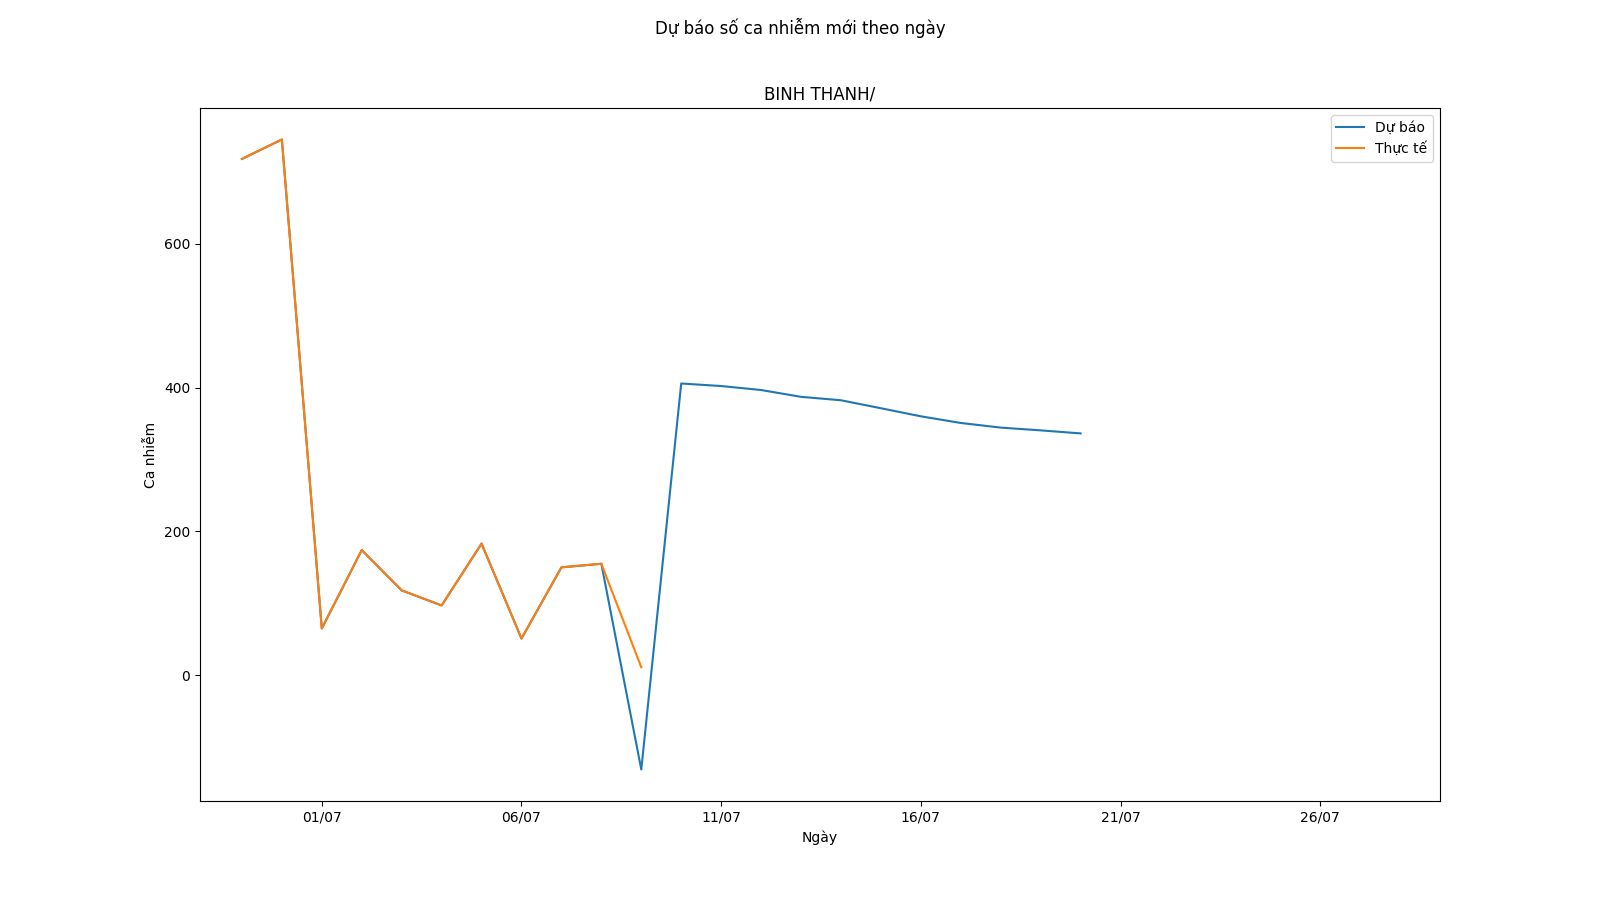 Dự báo số ca nhiễm mới theo ngày
BINH THANH/
Dự báo
Thực tế
600
400
200
0
Ca nhiễm
01/07
06/07
11/07
16/07
21/07
26/07
Ngày